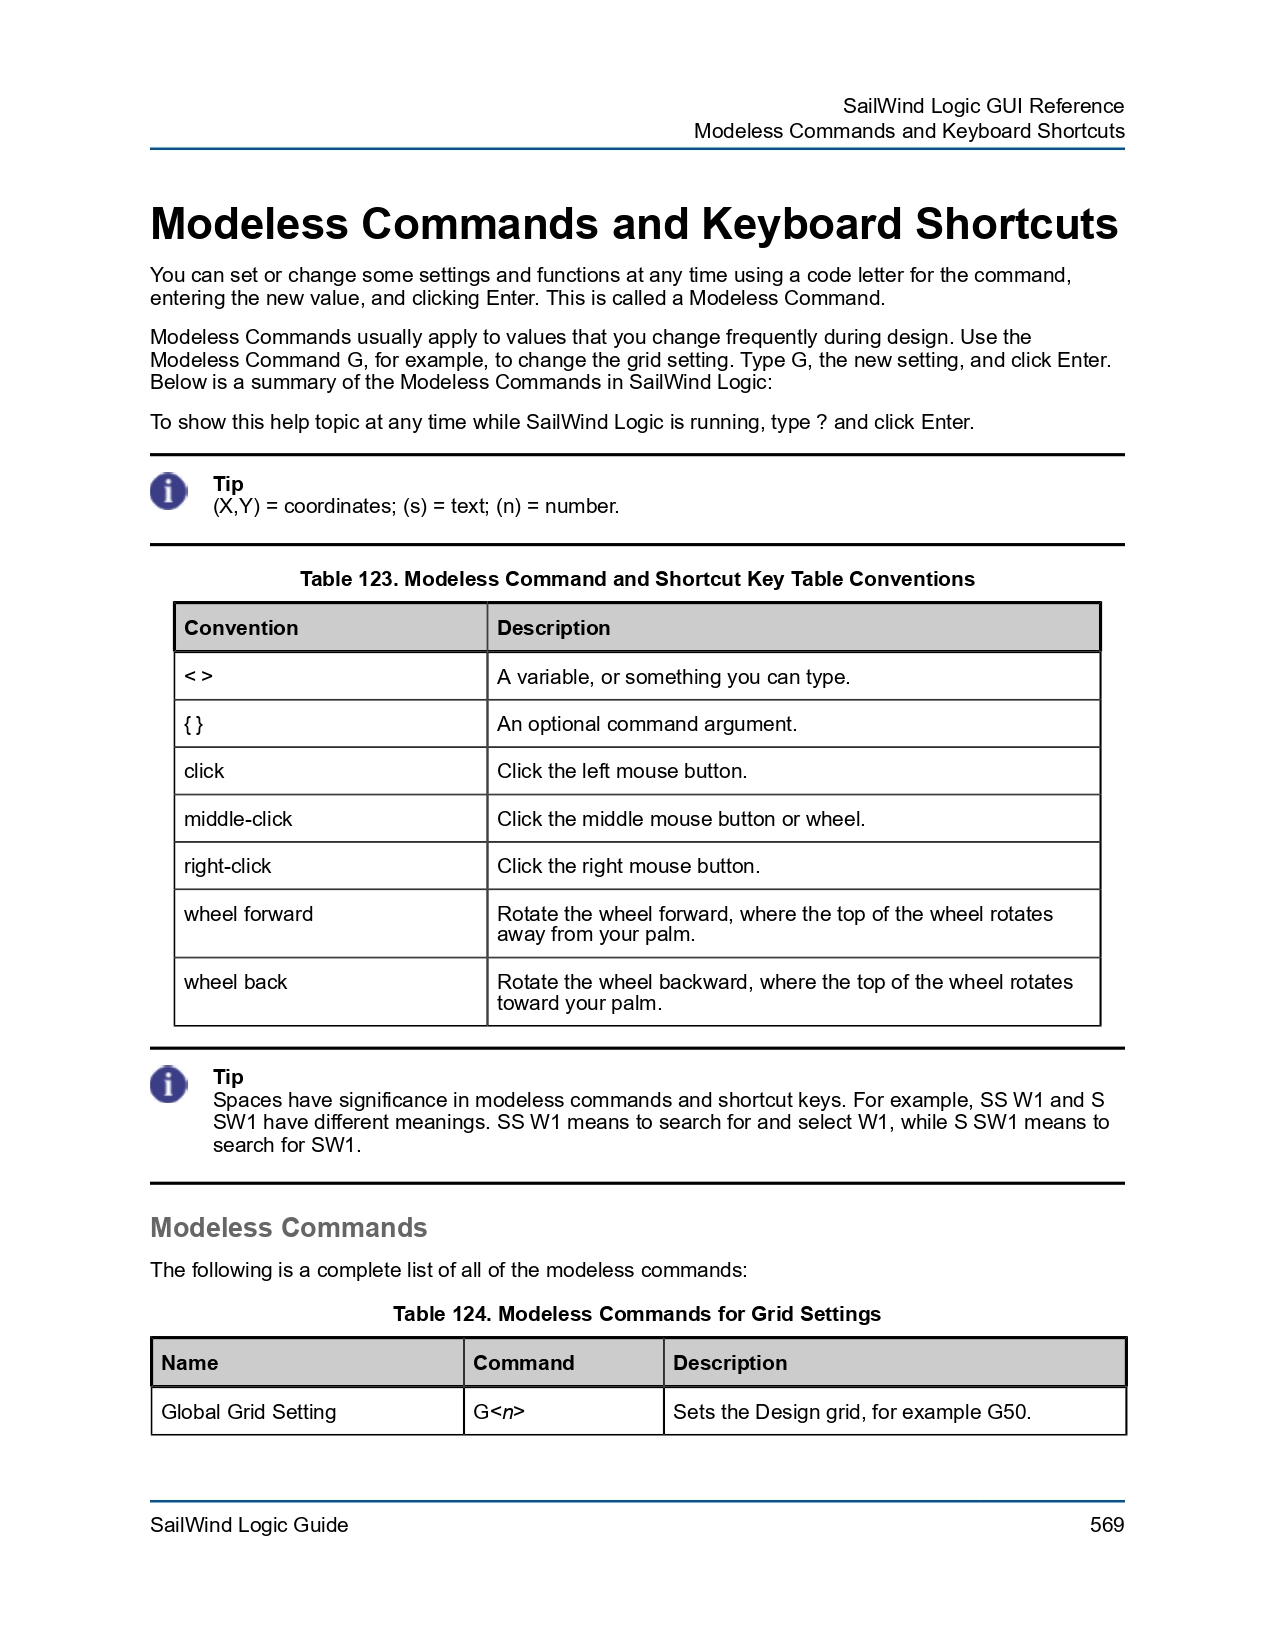 SailWind Logic GUI Reference
Modeless Commands and Keyboard Shortcuts
Modeless Commands and Keyboard Shortcuts
You can set or change some settings and functions at any time using a code letter for the command,
entering the new value, and clicking Enter. This is called a Modeless Command.
Modeless Commands usually apply to values that you change frequently during design. Use the
Modeless Command G, for example, to change the grid setting. Type G, the new setting, and click Enter.
Below is a summary of the Modeless Commands in SailWind Logic:
To show this help topic at any time while SailWind Logic is running, type ? and click Enter.
Tip
(X,Y) = coordinates; (s) = text; (n) = number.
Table 123. Modeless Command and Shortcut Key Table Conventions
Convention Description
< > A variable, or something you can type.
{ } An optional command argument.
click Click the left mouse button.
middle-click Click the middle mouse button or wheel.
right-click Click the right mouse button.
wheel forward Rotate the wheel forward, where the top of the wheel rotates
away from your palm.
wheel back Rotate the wheel backward, where the top of the wheel rotates
toward your palm.
Tip
Spaces have significance in modeless commands and shortcut keys. For example, SS W1 and S
SW1 have different meanings. SS W1 means to search for and select W1, while S SW1 means to
search for SW1.
Modeless Commands
The following is a complete list of all of the modeless commands:
Table 124. Modeless Commands for Grid Settings
Name Command Description
Global Grid Setting G<n> Sets the Design grid, for example G50.
SailWind Logic Guide 569